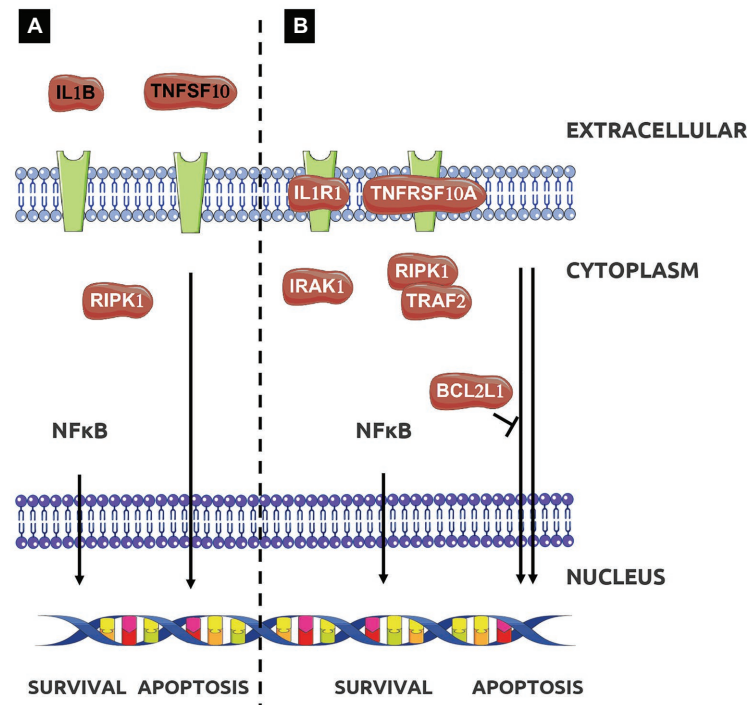 A
B
IL1B
TNFSF10
EXTRACELLULAR
IL1R1
TNFRSF10A
CYTOPLASM
RIPK1
IRAK1
RIPK1
TRAF2
BCL2L1
NFκB
NFκB
NUCLEUS
SURVIVAL APOPTOSIS
SURVIVAL APOPTOSIS